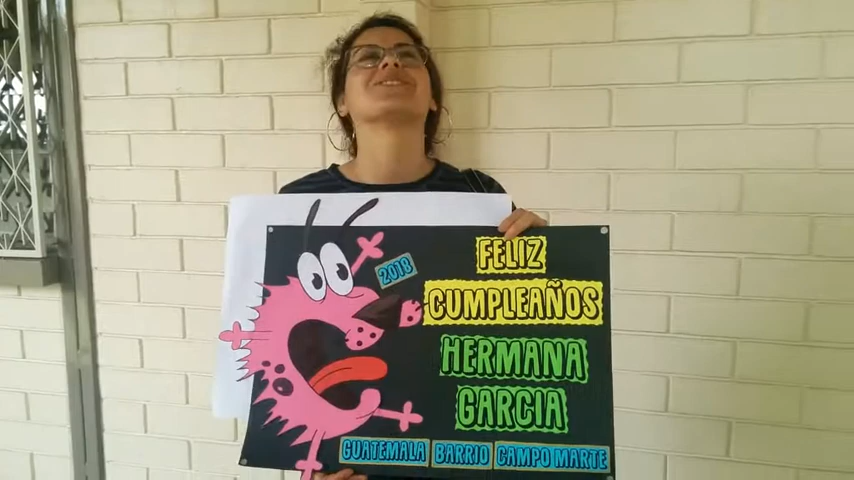 2018
FELIZ
CUMPLEAÑOS
HERMANA
GARCIA
GUATEMALA BARRIO CAMPO MARTE